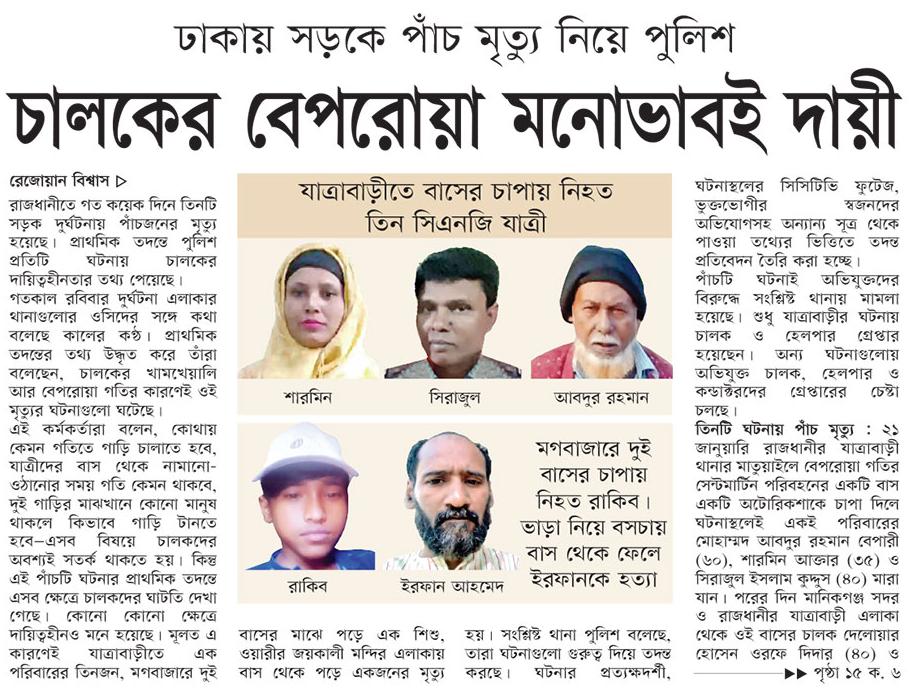 ঢাকায় সড়কে পাঁচ মৃত্যু নিয়ে পুলিশ
চালকের বেপরোয়া মনোভাবই দায়ী
রেজোয়ান বিশ্বাস ▷
রাজধানীতে গত কয়েক দিনে তিনটি
সড়ক দুর্ঘটনায় পাঁচজনের মৃত্যু
হয়েছে। প্রাথমিক তদন্তে পুলিশ
প্রতিটি ঘটনায় চালকের
দায়িত্বহীনতার তথ্য পেয়েছে।
গতকাল রবিবার দুর্ঘটনা এলাকার
থানাগুলোর ওসিদের সঙ্গে কথা
বলেছে কালের কণ্ঠ। প্রাথমিক
তদন্তের তথ্য উদ্ধৃত করে তাঁরা
বলেছেন, চালকের খামখেয়ালি
আর বেপরোয়া গতির কারণেই ওই
মৃত্যুর ঘটনাগুলো ঘটেছে।
এই কর্মকর্তারা বলেন, কোথায়
কেমন গতিতে গাড়ি চালাতে হবে,
যাত্রীদের বাস থেকে নামানো-
ওঠানোর সময় গতি কেমন থাকবে,
দুই গাড়ির মাঝখানে কোনো মানুষ
থাকলে কিভাবে গাড়ি টানতে
হবে—এসব বিষয়ে চালকদের
অবশ্যই সতর্ক থাকতে হয়। কিন্তু
এই পাঁচটি ঘটনার প্রাথমিক তদন্তে
এসব ক্ষেত্রে চালকদের ঘাটতি দেখা
গেছে। কোনো কোনো ক্ষেত্রে
দায়িত্বহীনও মনে হয়েছে। মূলত এ
কারণেই যাত্রাবাড়ীতে এক
পরিবারের তিনজন, মগবাজারে দুই
যাত্রাবাড়ীতে বাসের চাপায় নিহত
তিন সিএনজি যাত্রী
শারমিন
সিরাজুল
আবদুর রহমান
মগবাজারে দুই
বাসের চাপায়
নিহত রাকিব।
ভাড়া নিয়ে বসচায়
বাস থেকে ফেলে
ইরফানকে হত্যা
রাকিব
ইরফান আহমেদ
বাসের মাঝে পড়ে এক শিশু,
ওয়ারীর জয়কালী মন্দির এলাকায়
বাস থেকে পড়ে একজনের মৃত্যু
হয়। সংশ্লিষ্ট থানা পুলিশ বলেছে,
তারা ঘটনাগুলো গুরুত্ব দিয়ে তদন্ত
করছে। ঘটনার প্রত্যক্ষদর্শী,
ঘটনাস্থলের সিসিটিভি ফুটেজ,
ভুক্তভোগীর স্বজনদের
অভিযোগসহ অন্যান্য সূত্র থেকে
পাওয়া তথ্যের ভিত্তিতে তদন্ত
প্রতিবেদন তৈরি করা হচ্ছে।
পাঁচটি ঘটনাই অভিযুক্তদের
বিরুদ্ধে সংশ্লিষ্ট থানায় মামলা
হয়েছে। শুধু যাত্রাবাড়ীর ঘটনায়
চালক ও হেলপার গ্রেপ্তার
হয়েছেন। অন্য ঘটনাগুলোয়
অভিযুক্ত চালক, হেলপার ও
কন্ডাক্টরদের গ্রেপ্তারের চেষ্টা
চলছে।
তিনটি ঘটনায় পাঁচ মৃত্যু : ২১
জানুয়ারি রাজধানীর যাত্রাবাড়ী
থানার মাতুয়াইলে বেপরোয়া গতির
সেন্টমার্টিন পরিবহনের একটি বাস
একটি অটোরিকশাকে চাপা দিলে
ঘটনাস্থলেই একই পরিবারের
মোহাম্মদ আবদুর রহমান বেপারী
(৬০), শারমিন আক্তার (৩৫) ও
সিরাজুল ইসলাম কুদ্দুস (৪০) মারা
যান। পরের দিন মানিকগঞ্জ সদর
ও রাজধানীর যাত্রাবাড়ী এলাকা
থেকে ওই বাসের চালক দেলোয়ার
হোসেন ওরফে দিদার (৪০) ও
▶▶ পৃষ্ঠা ১৫ ক. ৬